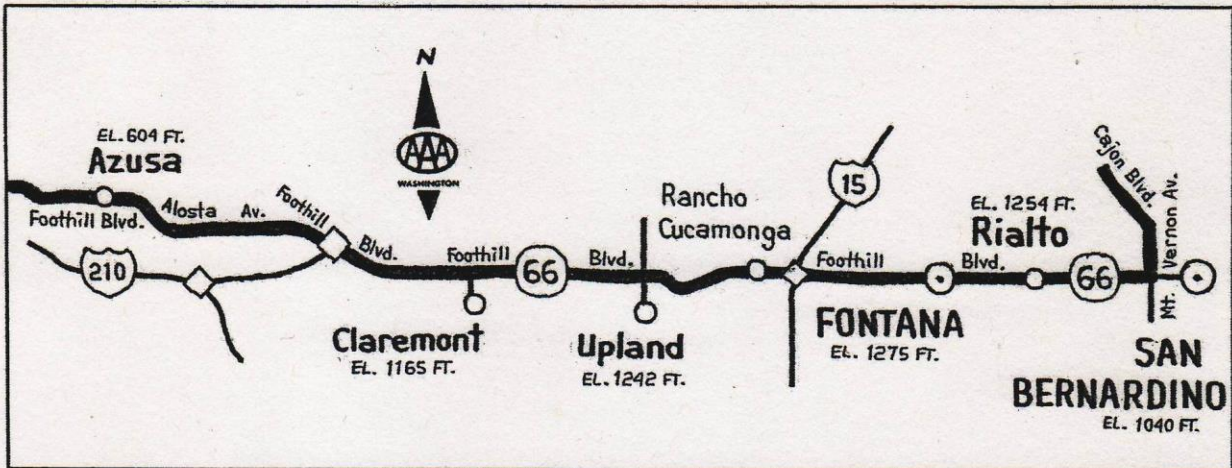 N
AAA
WASHINGTON
EL. 604 FT.
Azusa
Foothill Blvd.
Alosta Av.
Foothill
Blvd.
210
Foothill
66
Blvd.
Claremont
EL. 1165 FT.
Upland
EL. 1242 FT.
Rancho
Cucamonga
15
Foothill
Blvd.
FONTANA
EL. 1275 FT.
EL. 1254 FT.
Rialto
66
Cajon Blvd.
Mt. Vernon Av.
SAN
BERNARDINO
EL. 1040 FT.